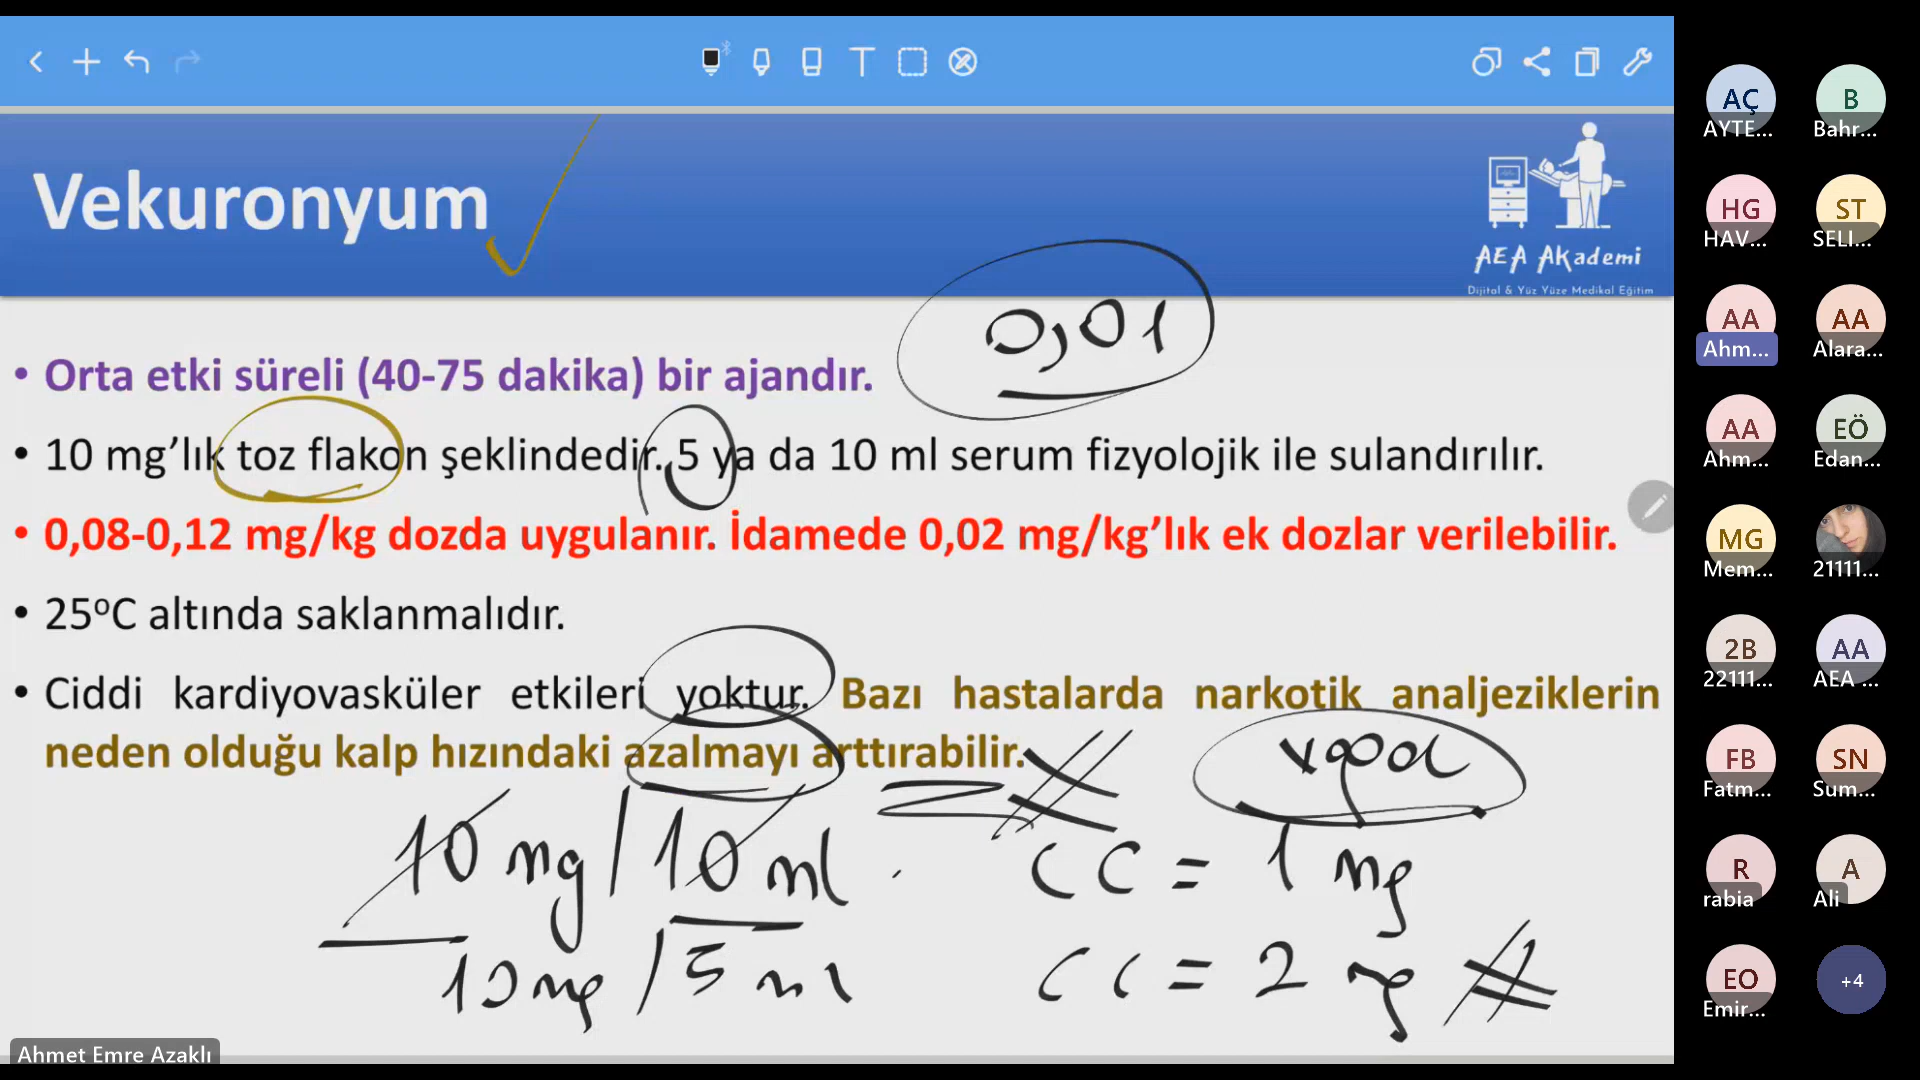 Vekuronyum
AEA AKademi
Dijital & Yüz Yüze Medikal Eğitim
0,01
• Orta etki süreli (40-75 dakika) bir ajandır.
• 10 mg’lık toz flakon şeklindedir. 5 ya da 10 ml serum fizyolojik ile sulandırılır.
• 0,08-0,12 mg/kg dozda uygulanır. İdamede 0,02 mg/kg’lık ek dozlar verilebilir.
• 25°C altında saklanmalıdır.
• Ciddi kardiyovasküler etkileri yoktur. Bazı hastalarda narkotik analjeziklerin
neden olduğu kalp hızındaki azalmayı arttırabilir.
10 mg/10 ml CC = 1 mg
10 mg/5 ml CC = 2 mg
Ahmet Emre Azaklı
AÇ B
AYTE... Bahr...
HG ST
HAV... SELI...
AA AA
Ahm... Alara...
AA EÖ
Ahm... Edan...
MG
Mem... 21111...
2B AA
22111... AEA ...
FB SN
Fatm... Sum...
R A
rabia Ali
EO +4
Emir...